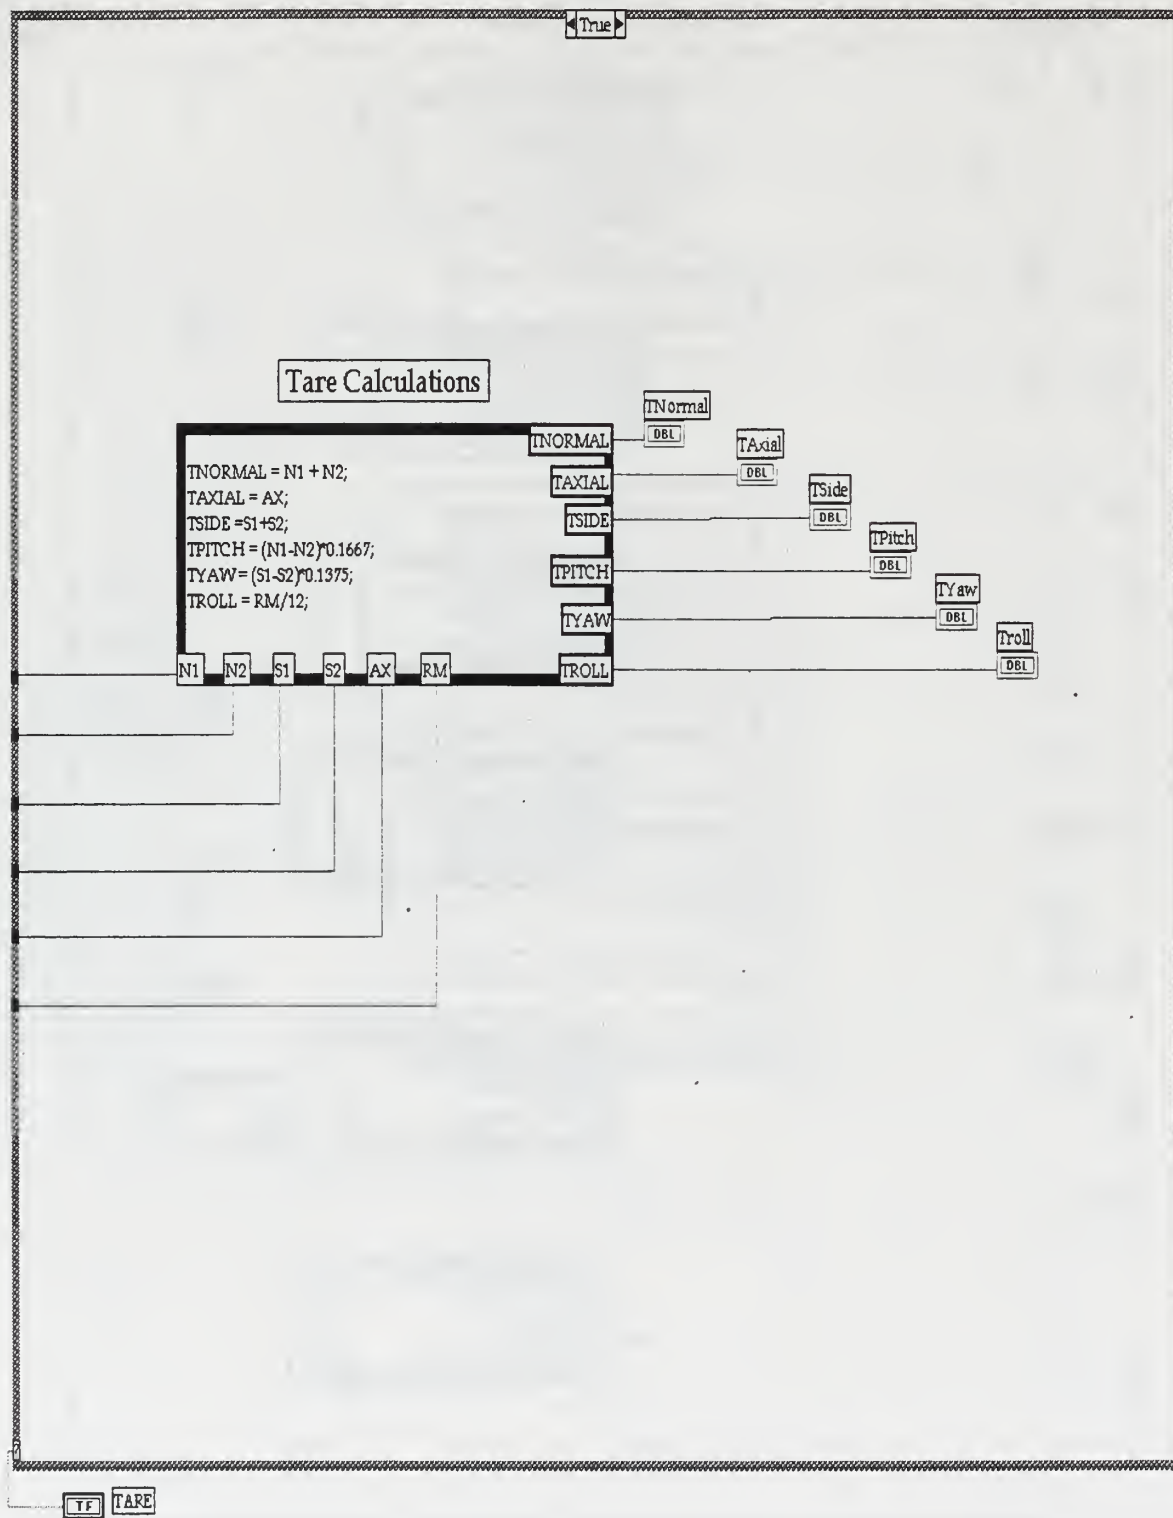 True
Tare Calculations
TNORMAL = N1 + N2;
TAXIAL = AX;
TSIDE =S1+S2;
TPITCH = (N1-N2)*0.1667;
TYAW= (S1-S2)*0.1375;
TROLL = RM/12;
TNORMAL
TAXIAL
TSIDE
TPITCH
TYAW
TROLL
N1 N2 S1 S2 AX RM
TNormal
DBL
TAxial
DBL
TSide
DBL
TPitch
DBL
TYaw
DBL
Troll
DBL
?
TF TARE